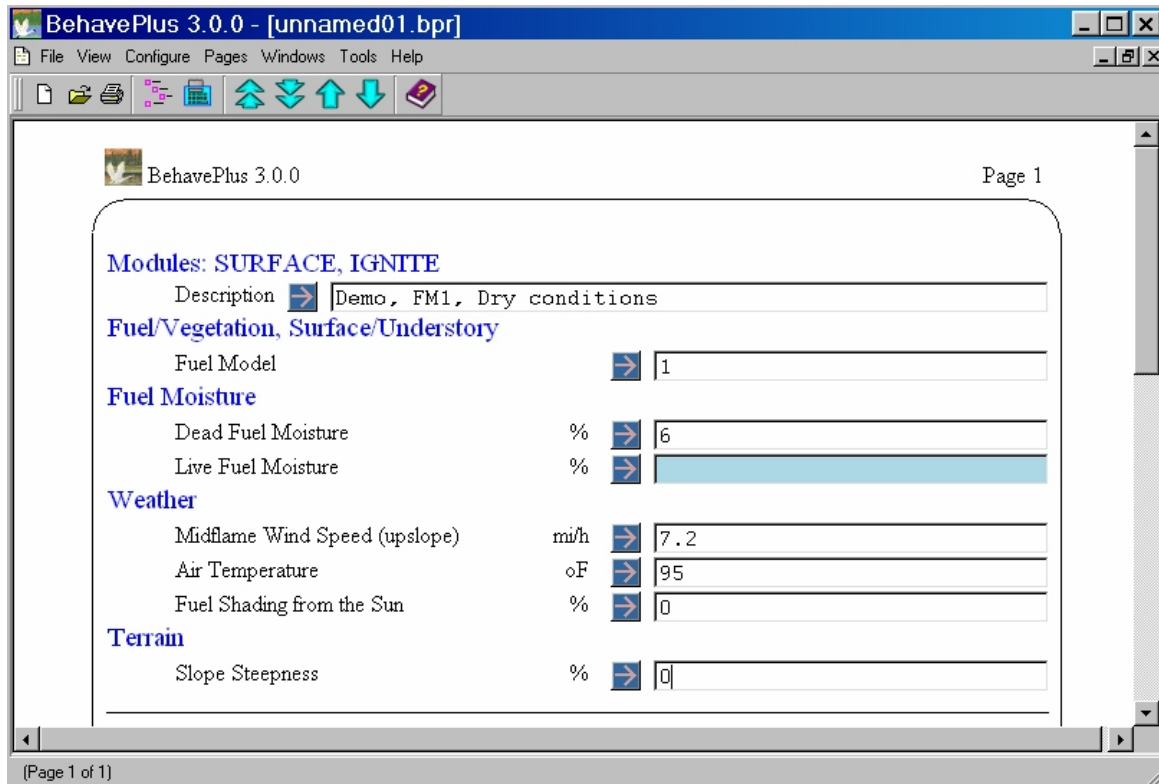 BehavePlus 3.0.0 - [unnamed01.bpr]
File View Configure Pages Windows Tools Help
BehavePlus 3.0.0 Page 1
Modules: SURFACE, IGNITE
Description Demo, FM1, Dry conditions
Fuel/Vegetation, Surface/Understory
Fuel Model 1
Fuel Moisture
Dead Fuel Moisture % 6
Live Fuel Moisture %
Weather
Midflame Wind Speed (upslope) mi/h 7.2
Air Temperature oF 95
Fuel Shading from the Sun % 0
Terrain
Slope Steepness % 0
(Page 1 of 1)